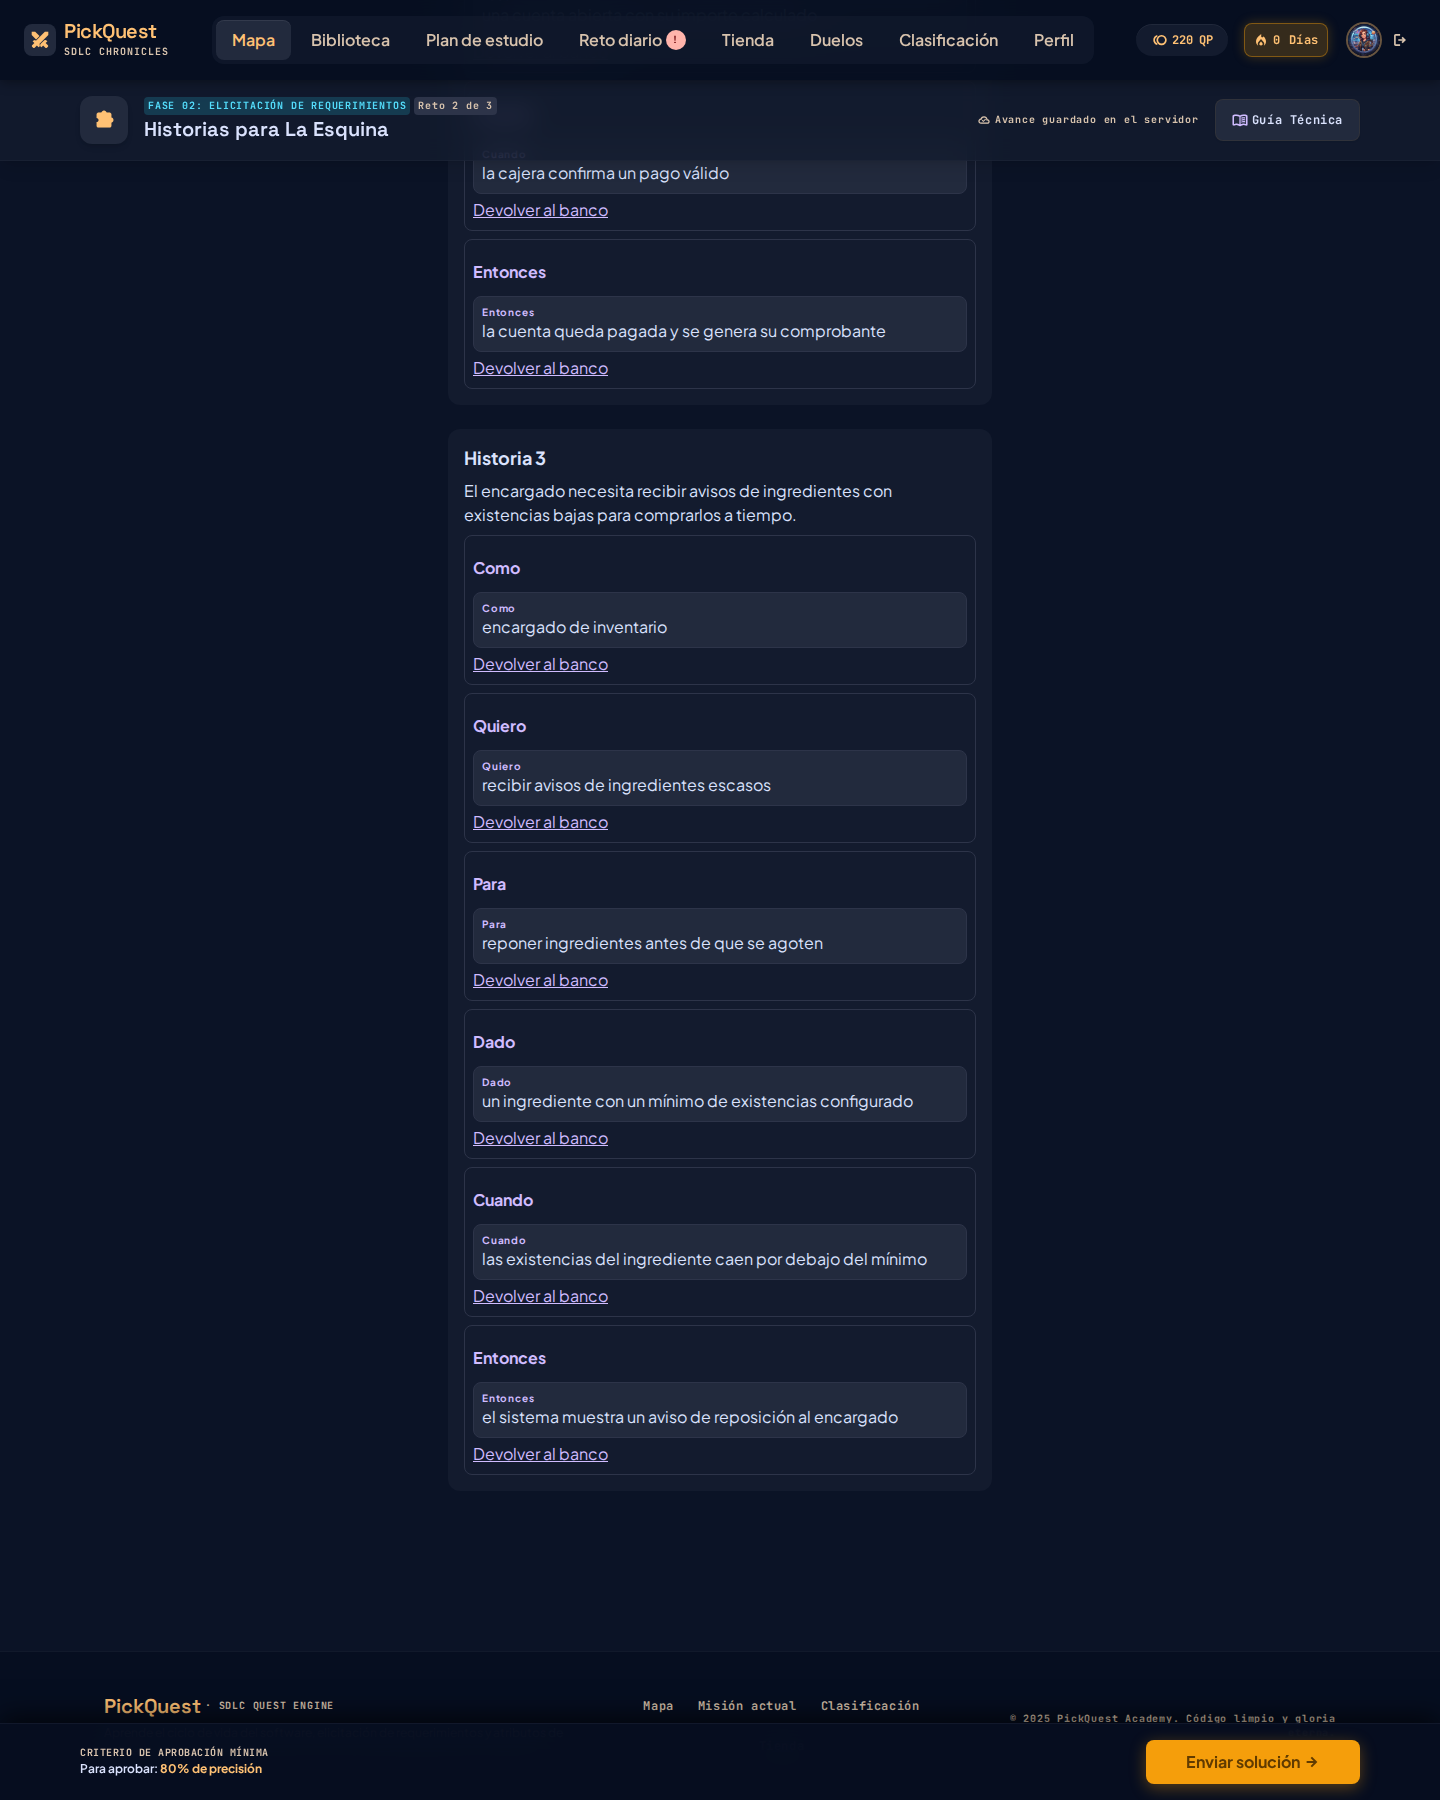 PickQuest
SDLC CHRONICLES
Mapa
Biblioteca
Plan de estudio
Reto diario !
Tienda
Duelos
Clasificación
Perfil
220 QP
0 Días
FASE 02: ELICITACIÓN DE REQUERIMIENTOS
Reto 2 de 3
Historias para La Esquina
Avance guardado en el servidor
Guía Técnica
Cuando
la cajera confirma un pago válido
Devolver al banco
Entonces
Entonces
la cuenta queda pagada y se genera su comprobante
Devolver al banco
Historia 3
El encargado necesita recibir avisos de ingredientes con
existencias bajas para comprarlos a tiempo.
Como
Como
encargado de inventario
Devolver al banco
Quiero
Quiero
recibir avisos de ingredientes escasos
Devolver al banco
Para
Para
reponer ingredientes antes de que se agoten
Devolver al banco
Dado
Dado
un ingrediente con un mínimo de existencias configurado
Devolver al banco
Cuando
Cuando
las existencias del ingrediente caen por debajo del mínimo
Devolver al banco
Entonces
Entonces
el sistema muestra un aviso de reposición al encargado
Devolver al banco
PickQuest · SDLC QUEST ENGINE
Mapa
Misión actual
Clasificación
© 2025 PickQuest Academy. Código limpio y gloria
CRITERIO DE APROBACIÓN MÍNIMA
Para aprobar: 80% de precisión
Enviar solución →